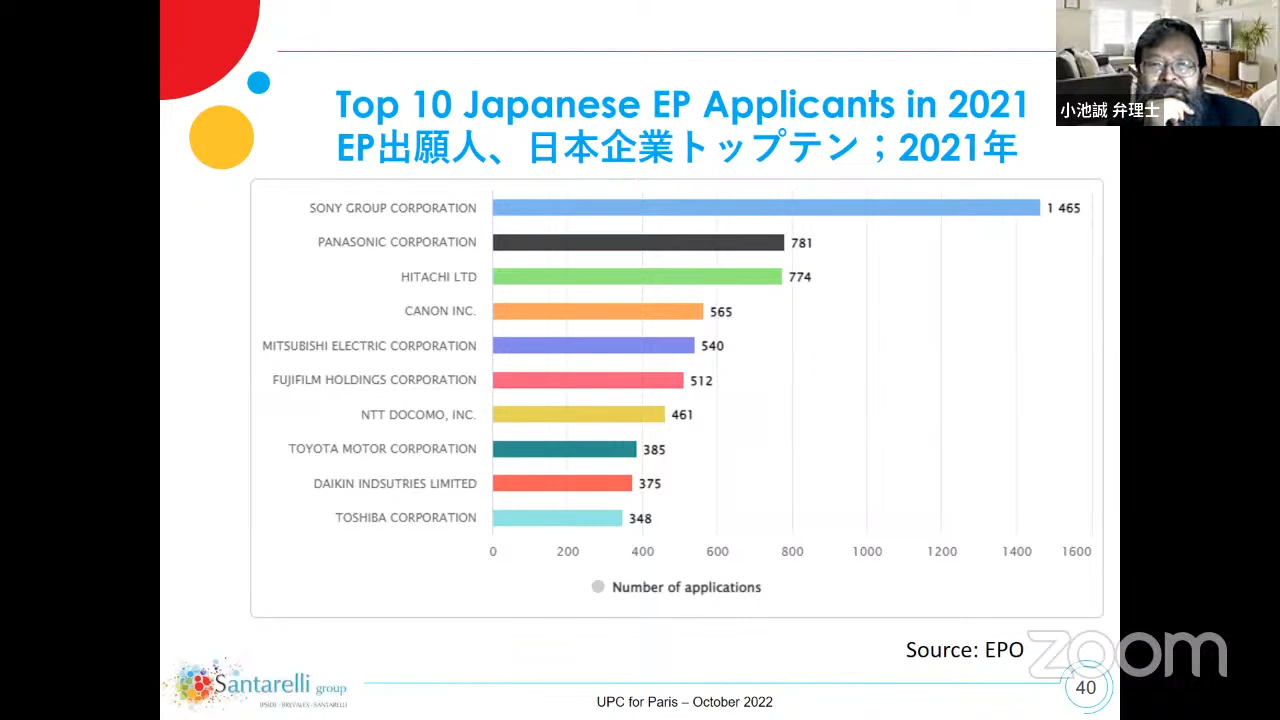 Top 10 Japanese EP Applicants in 2021
EP出願人、日本企業トップテン；2021年
小池誠 弁理士
SONY GROUP CORPORATION 1 465
PANASONIC CORPORATION 781
HITACHI LTD 774
CANON INC. 565
MITSUBISHI ELECTRIC CORPORATION 540
FUJIFILM HOLDINGS CORPORATION 512
NTT DOCOMO, INC. 461
TOYOTA MOTOR CORPORATION 385
DAIKIN INDSUTRIES LIMITED 375
TOSHIBA CORPORATION 348
0 200 400 600 800 1000 1200 1400 1600
Number of applications
Source: EPO
zoom
Santarelli group
IPSIDE - BREVALEX - SANTARELLI
UPC for Paris – October 2022
40